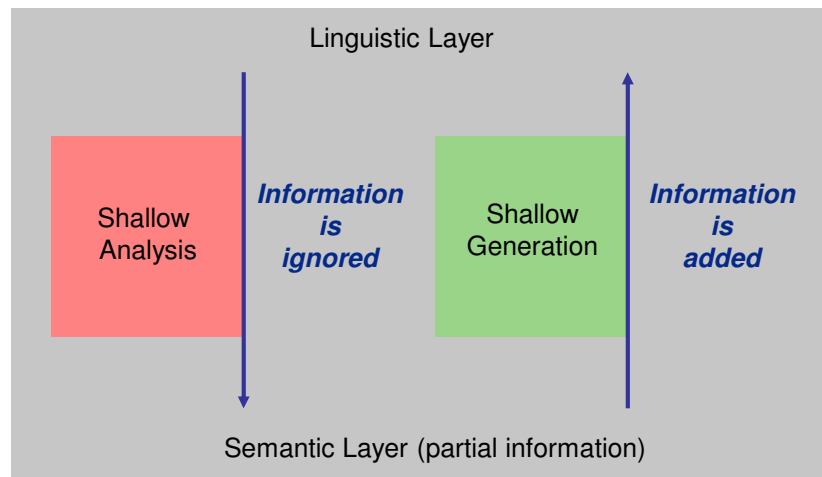 Linguistic Layer
Shallow
Analysis
Information
is
ignored
Shallow
Generation
Information
is
added
Semantic Layer (partial information)